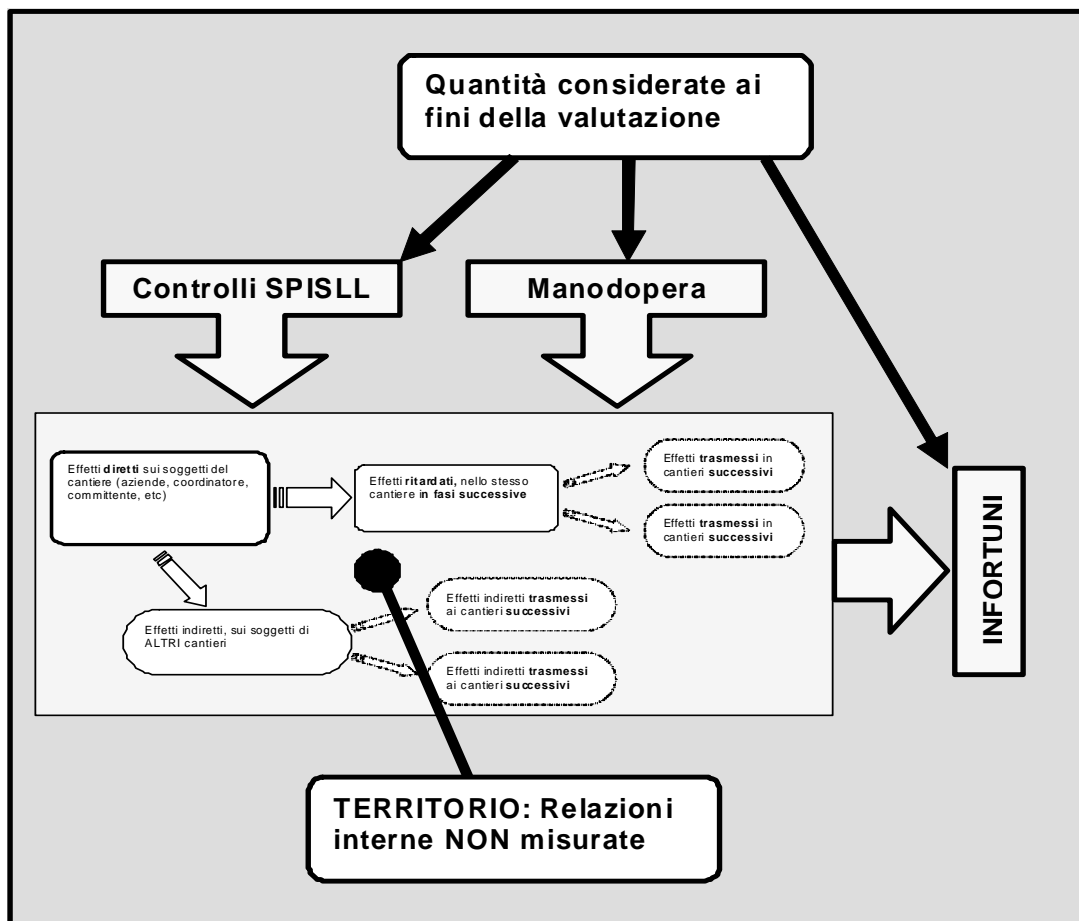 Quantità considerate ai
fini della valutazione
Controlli SPISLL
Manodopera
Effetti diretti sui soggetti del
cantiere (aziende, coordinatore,
committente, etc)
Effetti ritardati, nello stesso
cantiere in fasi successive
Effetti trasmessi in
cantieri successivi
Effetti trasmessi in
cantieri successivi
INFORTUNI
Effetti indiretti, sui soggetti di
ALTRI cantieri
Effetti indiretti trasmessi
ai cantieri successivi
Effetti indiretti trasmessi
ai cantieri successivi
TERRITORIO: Relazioni
interne NON misurate